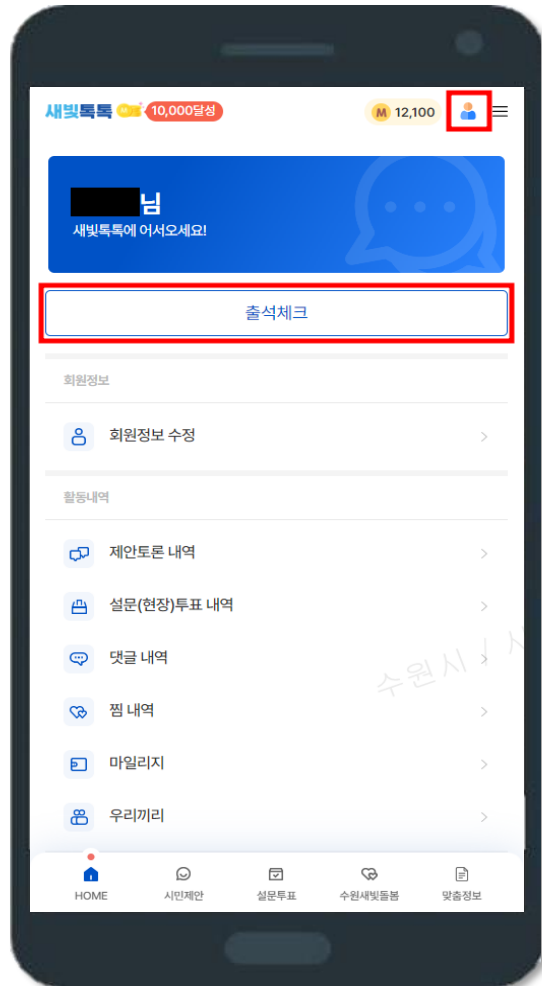 새빛톡톡 10,000달성 M 12,100
님
새빛톡톡에 어서오세요!
출석체크
회원정보
회원정보 수정
활동내역
제안토론 내역
설문(현장)투표 내역
댓글 내역
수원시 /
찜 내역
마일리지
우리끼리
HOME 시민제안 설문투표 수원새빛돌봄 맞춤정보